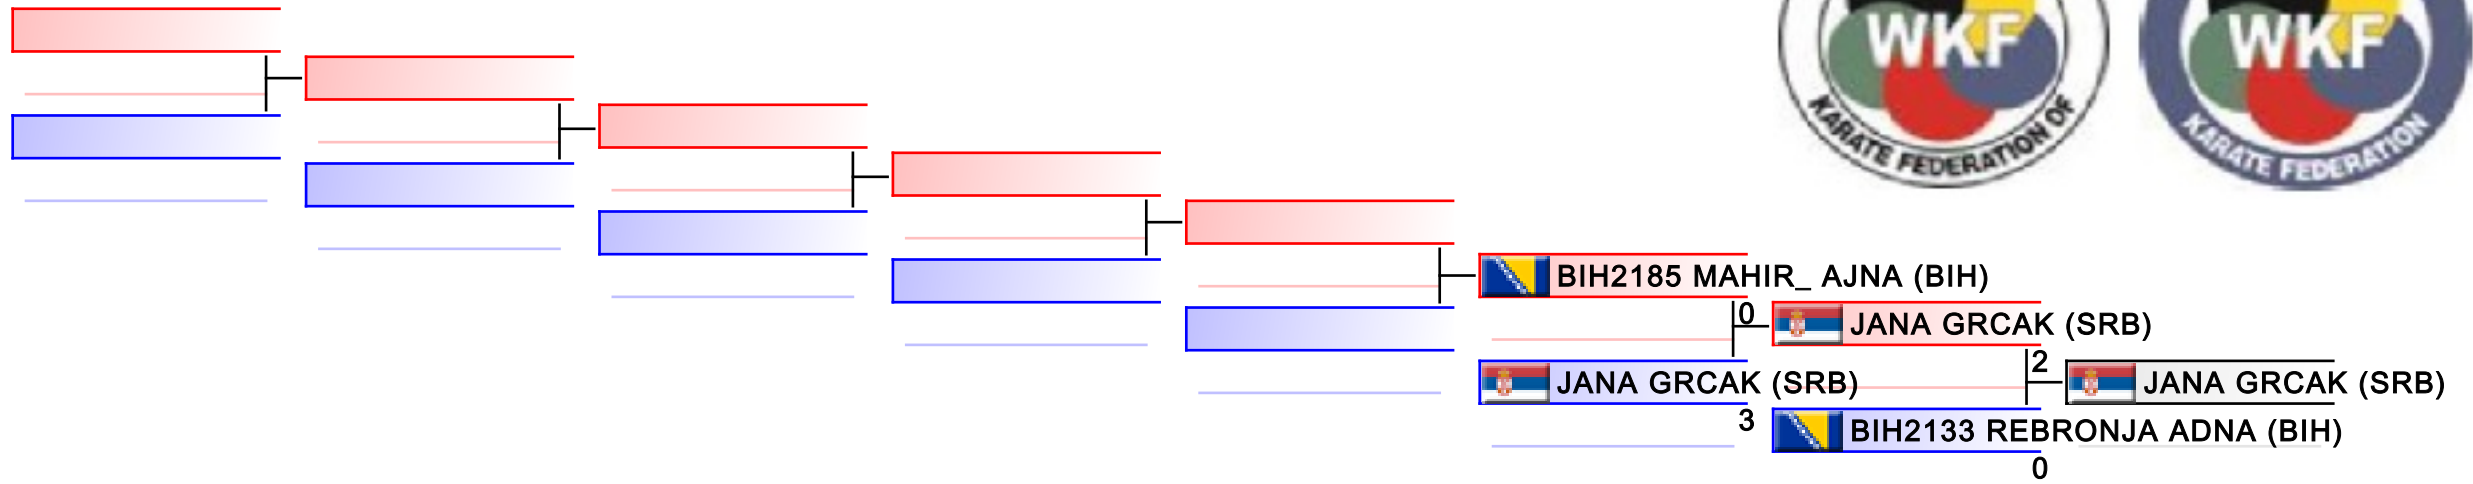 WKF
KARATE FEDERATION OF
WKF
KARATE FEDERATION
BIH2185 MAHIR_ AJNA (BIH)
0
JANA GRCAK (SRB)
JANA GRCAK (SRB)
3
2
JANA GRCAK (SRB)
BIH2133 REBRONJA ADNA (BIH)
0